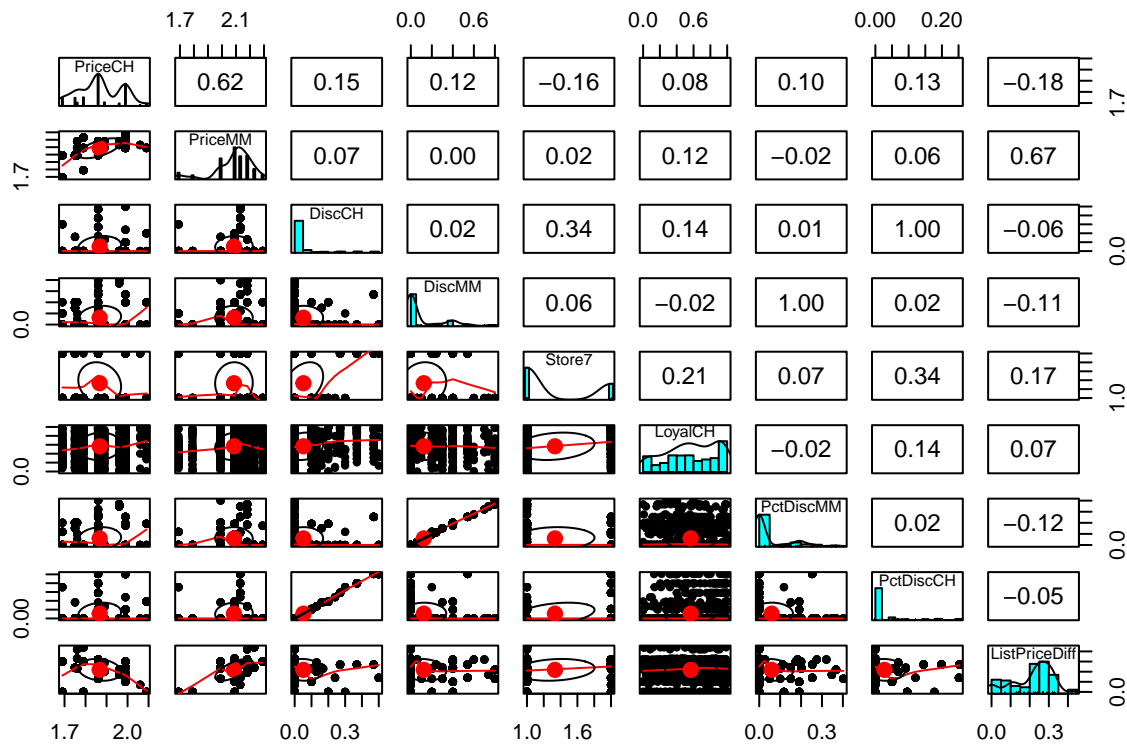 1.7 2.1 0.0 0.6 0.0 0.6 0.00 0.20
PriceCH 0.62 0.15 0.12 −0.16 0.08 0.10 0.13 −0.18 1.7
1.7 PriceMM 0.07 0.00 0.02 0.12 −0.02 0.06 0.67
DiscCH 0.02 0.34 0.14 0.01 1.00 −0.06 0.0
0.0 DiscMM 0.06 −0.02 1.00 0.02 −0.11
Store7 0.21 0.07 0.34 0.17 1.0
0.0 LoyalCH −0.02 0.14 0.07
PctDiscMM 0.02 −0.12 0.0
0.00 PctDiscCH −0.05
ListPriceDiff 0.0
1.7 2.0 0.0 0.3 1.0 1.6 0.0 0.3 0.0 0.3